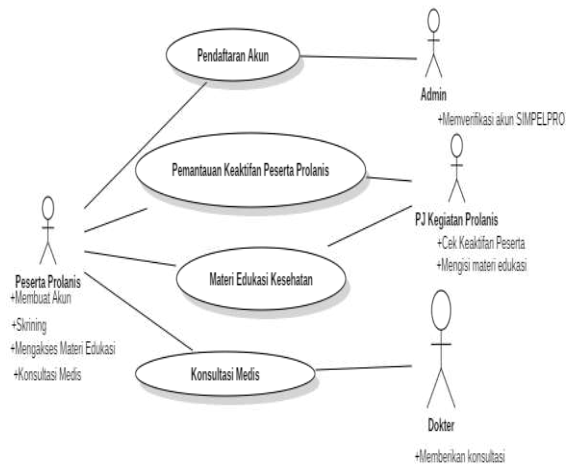 Pendaftaran Akun
Admin
+Memverifikasi akun SIMPELPRO
Pemantauan Keaktifan Peserta Prolanis
PJ Kegiatan Prolanis
+Cek Keaktifan Peserta
+Mengisi materi edukasi
Peserta Prolanis
+Membuat Akun
+Skrining
+Mengakses Materi Edukasi
+Konsultasi Medis
Materi Edukasi Kesehatan
Konsultasi Medis
Dokter
+Memberikan konsultasi